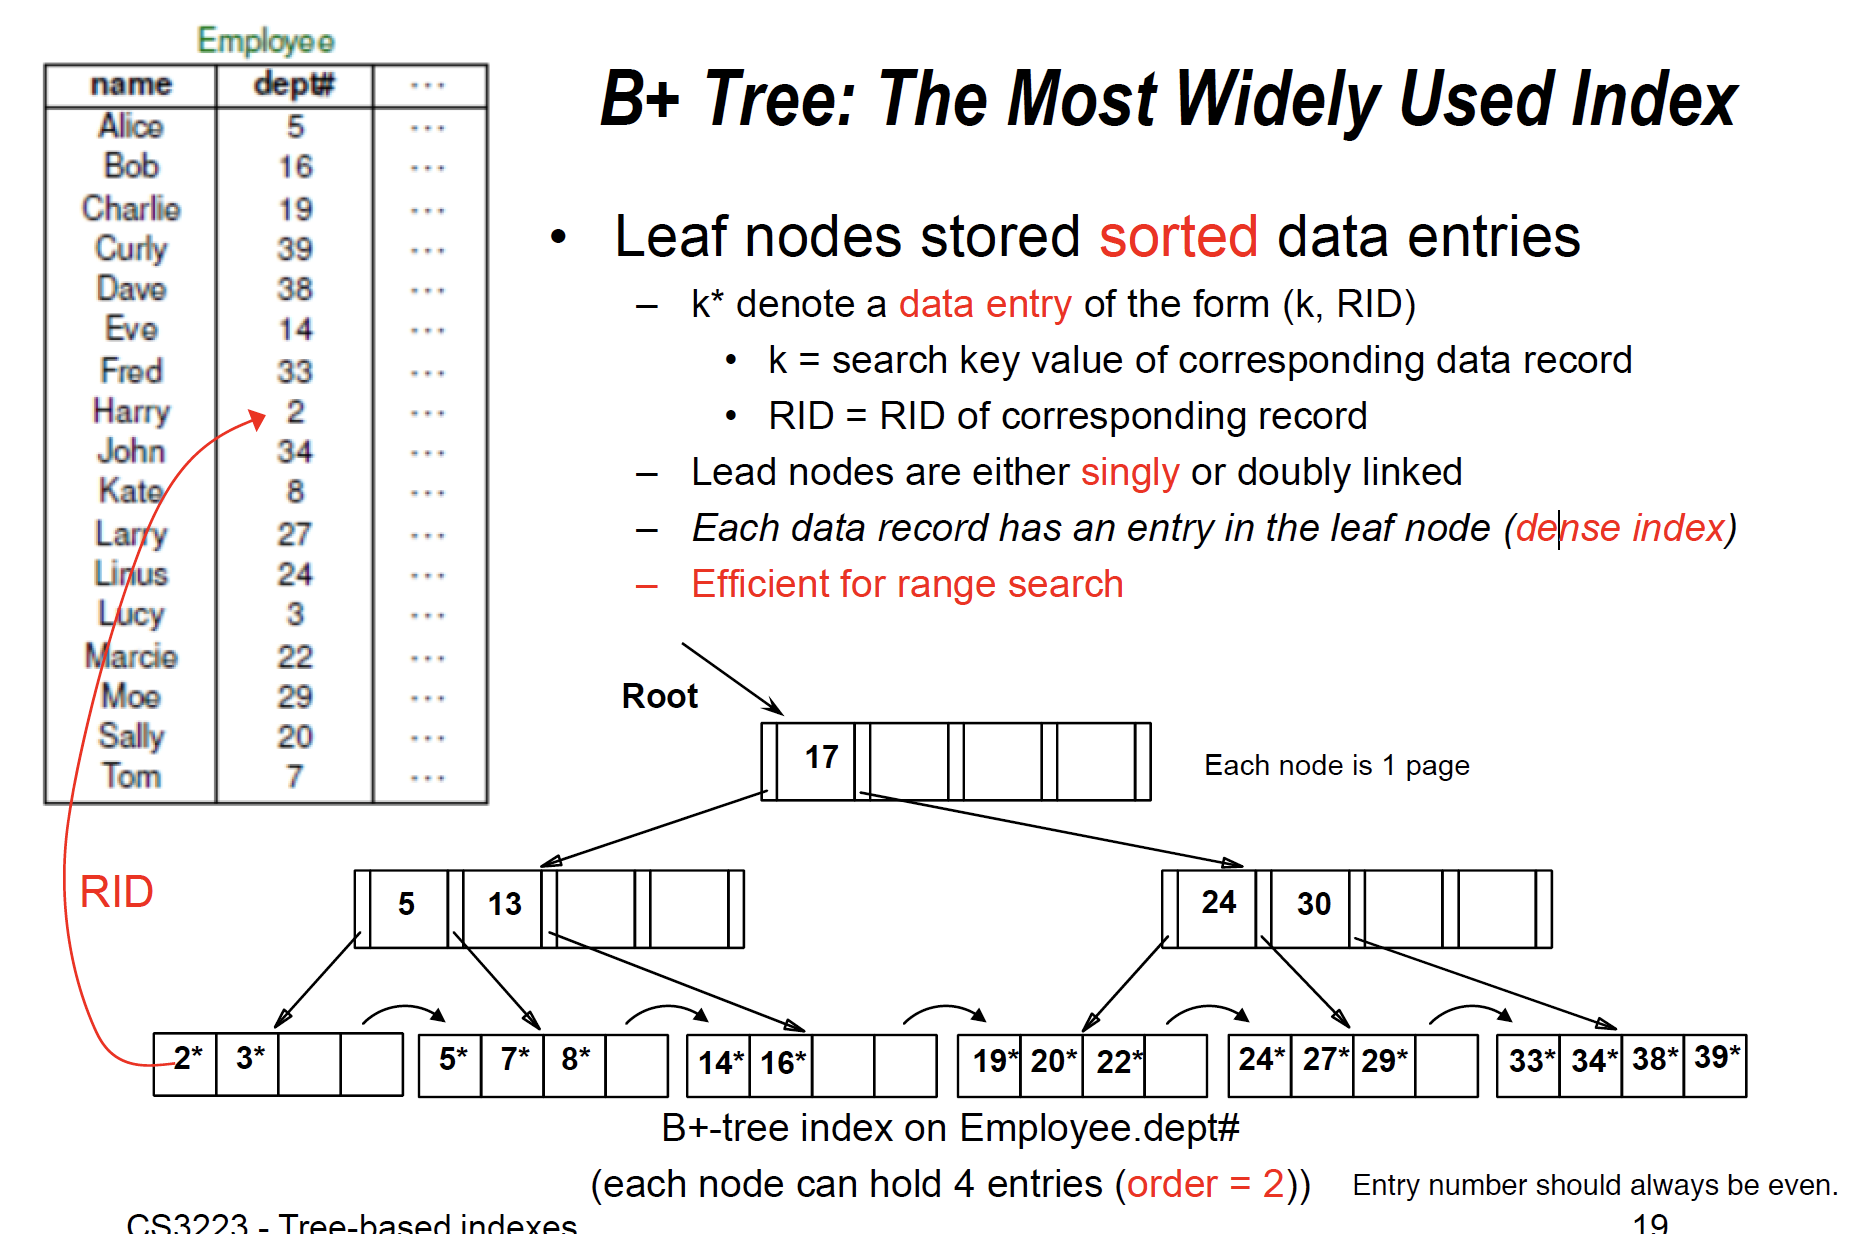 Employee
name dept# ...
Alice 5 ...
Bob 16 ...
Charlie 19 ...
Curly 39 ...
Dave 38 ...
Eve 14 ...
Fred 33 ...
Harry 2 ...
John 34 ...
Kate 8 ...
Larry 27 ...
Linus 24 ...
Lucy 3 ...
Marcie 22 ...
Moe 29 ...
Sally 20 ...
Tom 7 ...
B+ Tree: The Most Widely Used Index
• Leaf nodes stored sorted data entries
– k* denote a data entry of the form (k, RID)
• k = search key value of corresponding data record
• RID = RID of corresponding record
– Lead nodes are either singly or doubly linked
– Each data record has an entry in the leaf node (dense index)
– Efficient for range search
Root
17
Each node is 1 page
RID
5 13
24 30
2* 3*
5* 7* 8*
14* 16*
19* 20* 22*
24* 27* 29*
33* 34* 38* 39*
B+-tree index on Employee.dept#
(each node can hold 4 entries (order = 2))
Entry number should always be even.
CS3223 - Tree-based indexes
19